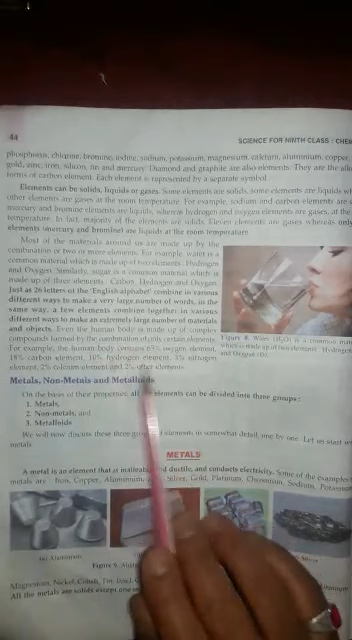 44
SCIENCE FOR NINTH CLASS : CHEM
phosphorus, chlorine, bromine, iodine, sodium, potassium, magnesium, calcium, aluminium, copper,
gold, zinc, iron, silicon, tin and mercury. Diamond and graphite are also elements. They are the
forms of carbon element. Each element is represented by a separate symbol.
Elements can be solids, liquids or gases. Some elements are solids, some elements are liquids
other elements are gases at the room temperature. For example, sodium and carbon elements are
mercury and bromine elements are liquids, whereas hydrogen and oxygen elements are gases, at the
temperature. In fact, majority of the elements are solids. Eleven elements are gases whereas only
elements (mercury and bromine) are liquids at the room temperature.
Most of the materials around us are made up by the
combination of two or more elements. For example, water is a
common material which is made up of two elements : Hydrogen
and Oxygen. Similarly, sugar is a common material which is
made up of three elements : Carbon, Hydrogen and Oxygen.
Just as 26 letters of the 'English alphabet' combine in various
different ways to make a very large number of words, in the
same way, a few elements combine together in various
different ways to make an extremely large number of materials
and objects. Even the human body is made up of complex
compounds formed by the combination of only certain elements.
For example, the human body contains 65% oxygen element,
18% carbon element, 10% hydrogen element, 3% nitrogen
element, 2% calcium element and 2% other elements.
Figure 8. Water (H₂O) is a common
which is made up of two elements : Hydrogen
and Oxygen (O).
Metals, Non-Metals and Metalloids
On the basis of their properties, all elements can be divided into three groups :
1. Metals,
2. Non-metals, and
3. Metalloids
We will now discuss these three of elements in somewhat detail, one by one. Let us start
metals.
METALS
A metal is an element that is malleable and ductile, and conducts electricity. Some of the examples
metals are : Iron, Copper, Aluminium, Silver, Gold, Platinum, Chromium, Sodium, Potassium
(a) Aluminium
Silver
Figure 9.
Magnesium, Nickel, Cobalt, Tin, Lead,
All the metals are solids except one